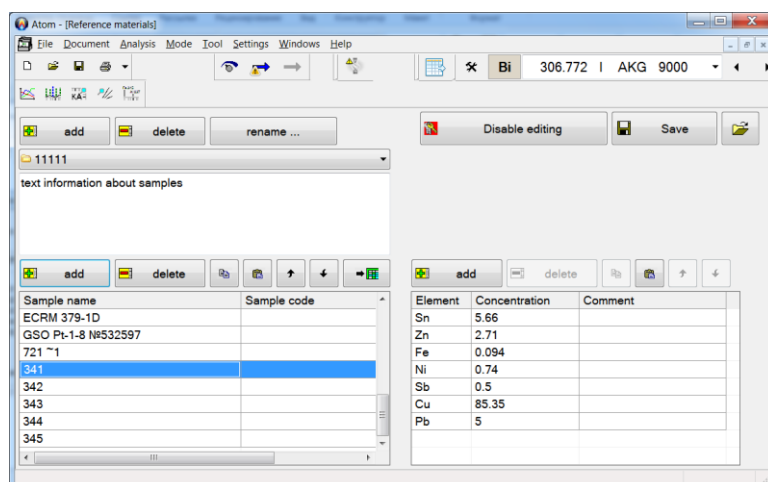 Atom - [Reference materials]
File Document Analysis Mode Tool Settings Windows Help
Bi 306.772 I AKG 9000
add delete rename ... Disable editing Save
11111
text information about samples
add delete add delete
Sample name Sample code Element Concentration Comment
ECRM 379-1D Sn 5.66
GSO Pt-1-8 №532597 Zn 2.71
721 ~1 Fe 0.094
341 Ni 0.74
342 Sb 0.5
343 Cu 85.35
344 Pb 5
345